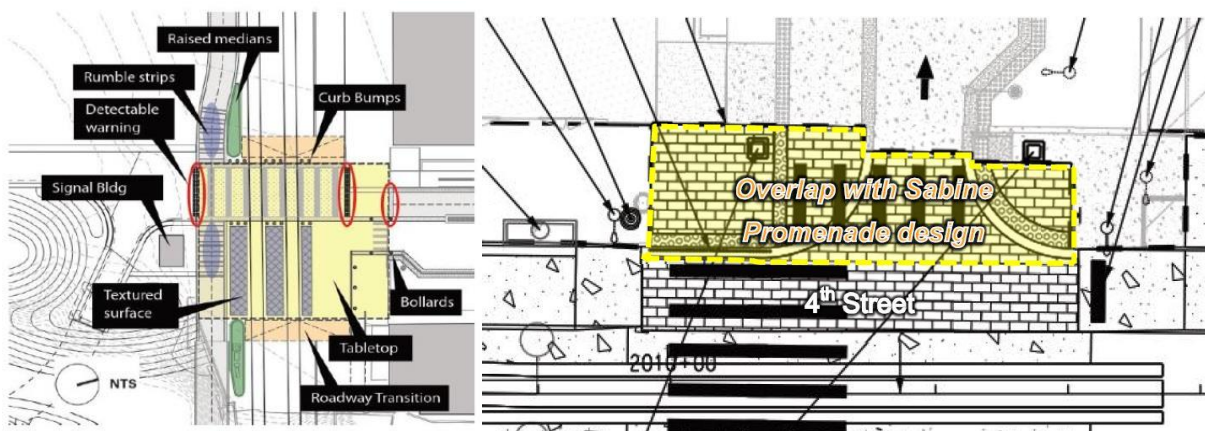 Raised medians
Rumble strips
Detectable
warning
Curb Bumps
Signal Bldg
Textured
surface
Bollards
Tabletop
NTS
Roadway Transition
Overlap with Sabine
Promenade design
4th Street
2010+00